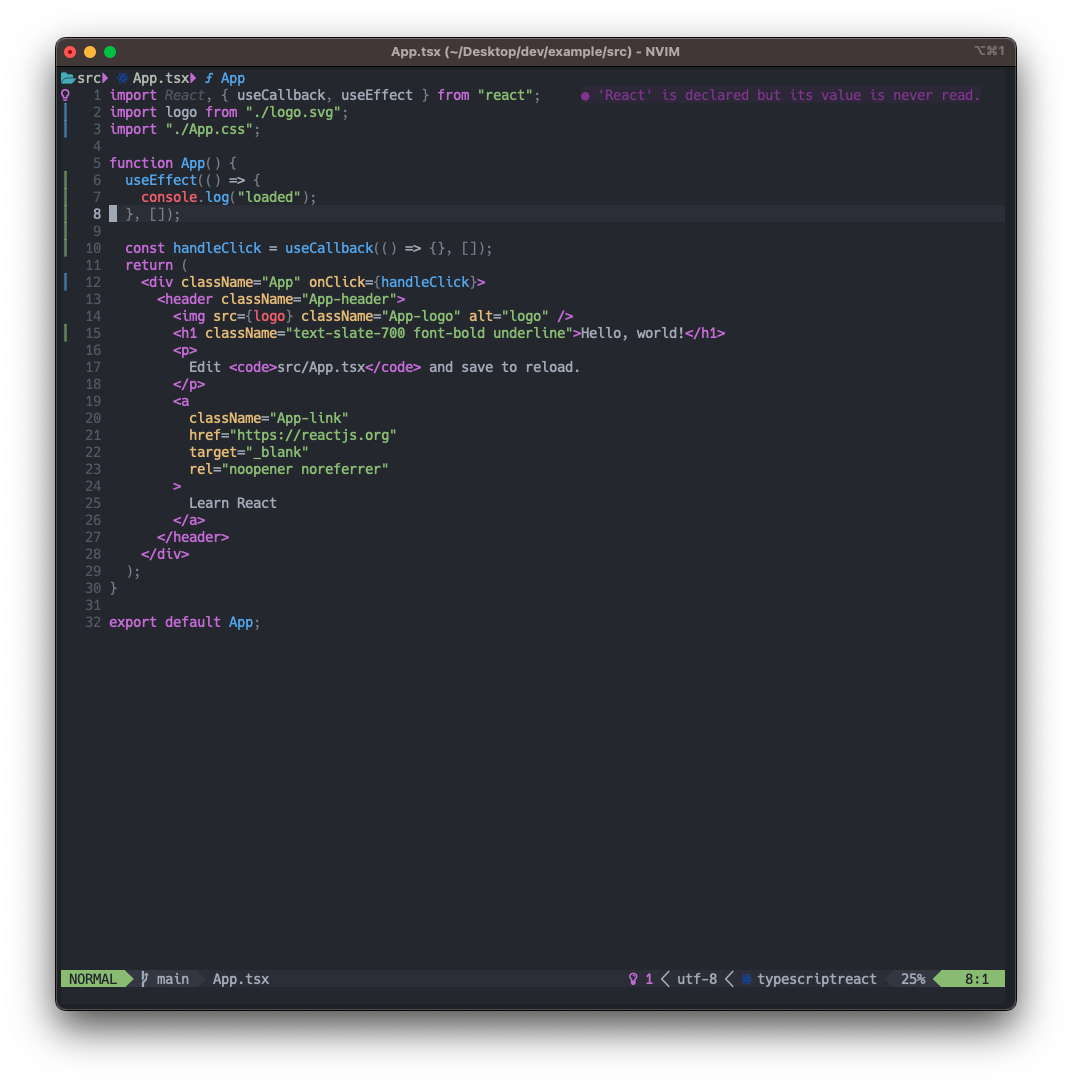 App.tsx (~/Desktop/dev/example/src) - NVIM ⌥⌘1
src App.tsx ƒ App
1 import React, { useCallback, useEffect } from "react"; ● 'React' is declared but its value is never read.
2 import logo from "./logo.svg";
3 import "./App.css";
4
5 function App() {
6   useEffect(() => {
7     console.log("loaded");
8   }, []);
9
10   const handleClick = useCallback(() => {}, []);
11   return (
12     <div className="App" onClick={handleClick}>
13       <header className="App-header">
14         <img src={logo} className="App-logo" alt="logo" />
15         <h1 className="text-slate-700 font-bold underline">Hello, world!</h1>
16         <p>
17           Edit <code>src/App.tsx</code> and save to reload.
18         </p>
19         <a
20           className="App-link"
21           href="https://reactjs.org"
22           target="_blank"
23           rel="noopener noreferrer"
24         >
25           Learn React
26         </a>
27       </header>
28     </div>
29   );
30 }
31
32 export default App;
NORMAL main App.tsx 1 utf-8 typescriptreact 25% 8:1